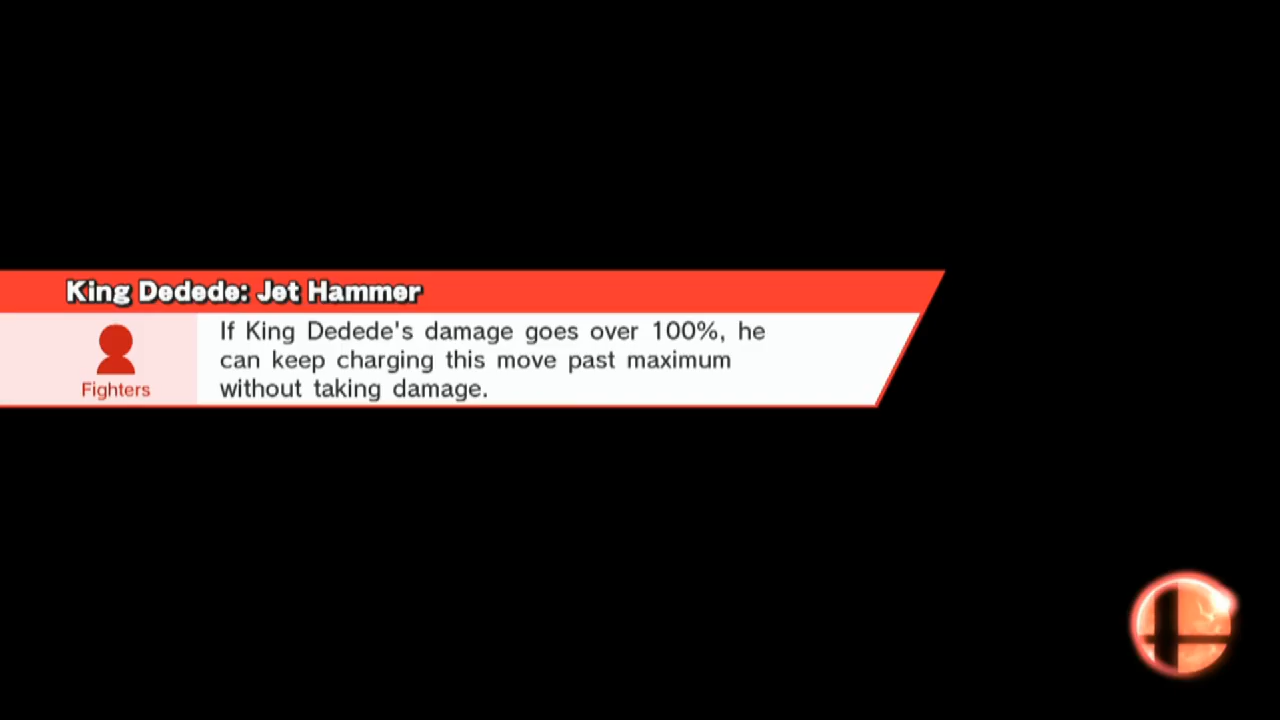 King Dedede: Jet Hammer
If King Dedede's damage goes over 100%, he
can keep charging this move past maximum
without taking damage.
Fighters